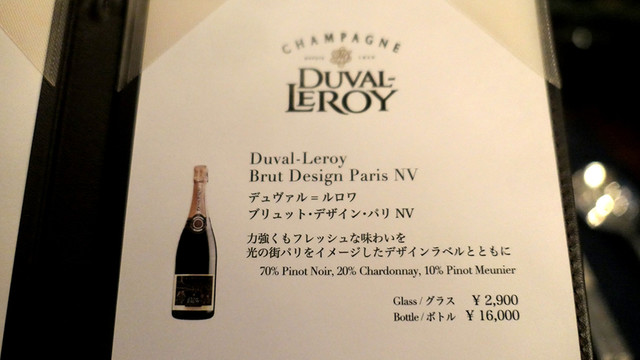 CHAMPAGNE
DUVAL-
LEROY
Duval-Leroy
Brut Design Paris NV
デュヴァル=ルロワ
ブリュット・デザイン・パリ NV
力強くもフレッシュな味わいを
光の街パリをイメージしたデザインラベルとともに
70% Pinot Noir, 20% Chardonnay, 10% Pinot Meunier
Glass / グラス ¥ 2,900
Bottle / ボトル ¥ 16,000